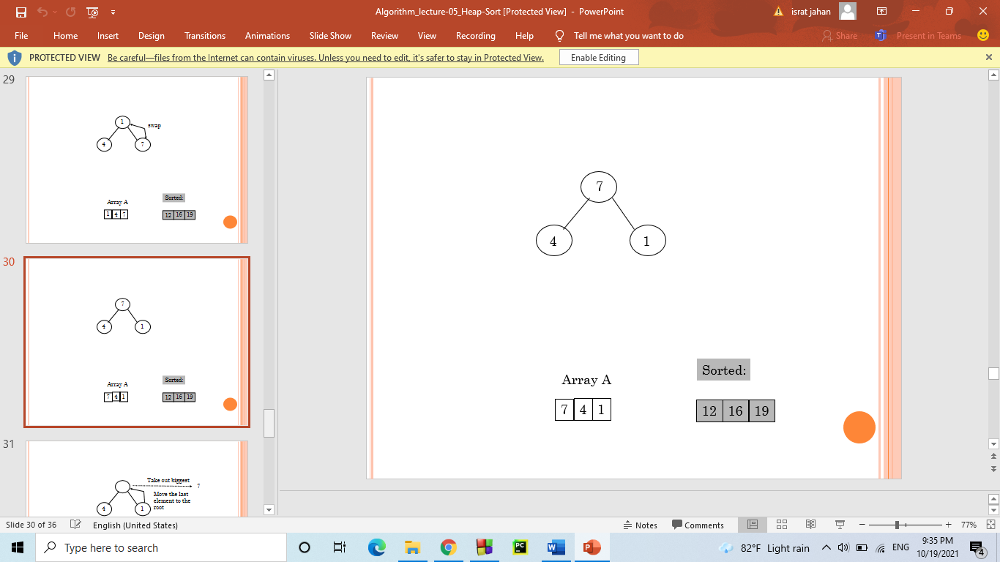 Algorithm_lecture-05_Heap-Sort [Protected View] - PowerPoint
israt jahan
File Home Insert Design Transitions Animations Slide Show Review View Recording Help Tell me what you want to do Share Present in Teams
PROTECTED VIEW Be careful—files from the Internet can contain viruses. Unless you need to edit, it's safer to stay in Protected View. Enable Editing
29
1
swap
4 7
Array A
Sorted:
1 4 7
12 16 19
30
7
4 1
Array A
Sorted:
7 4 1
12 16 19
31
Take out biggest
7
Move the last
element to the
root
4 1
7
4 1
Sorted:
Array A
7 4 1
12 16 19
Slide 30 of 36 English (United States) Notes Comments 77%
Type here to search
PC
W
P
82°F Light rain
ENG
9:35 PM
10/19/2021
4